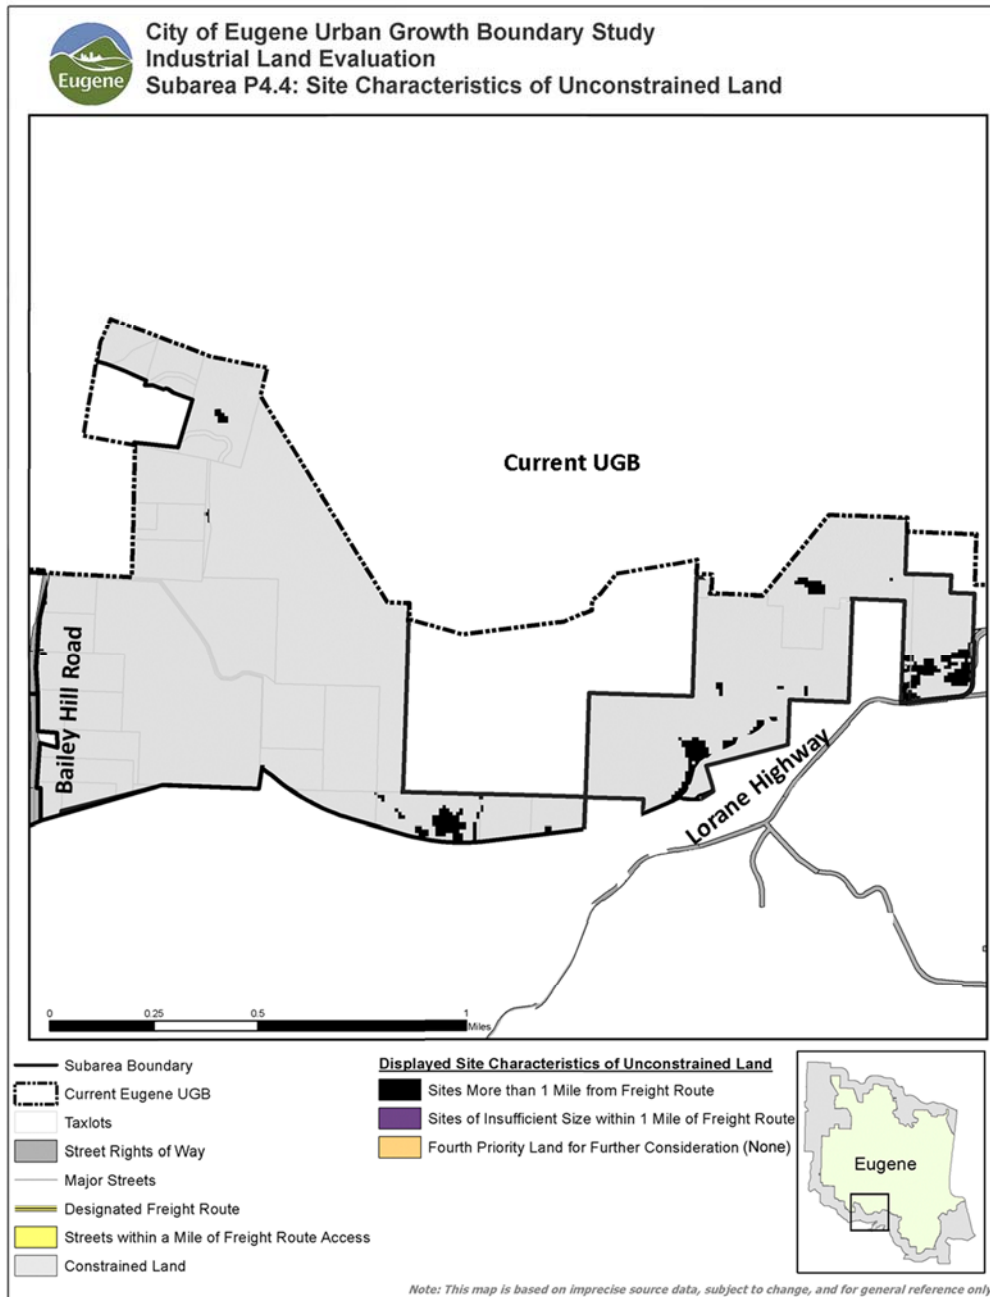 City of Eugene Urban Growth Boundary Study
Industrial Land Evaluation
Subarea P4.4: Site Characteristics of Unconstrained Land
Eugene
Current UGB
Bailey Hill Road
Lorane Highway
0 0.25 0.5 1
Miles
Subarea Boundary
Current Eugene UGB
Taxlots
Street Rights of Way
Major Streets
Designated Freight Route
Streets within a Mile of Freight Route Access
Constrained Land
Displayed Site Characteristics of Unconstrained Land
Sites More than 1 Mile from Freight Route
Sites of Insufficient Size within 1 Mile of Freight Route
Fourth Priority Land for Further Consideration (None)
Eugene
Note: This map is based on imprecise source data, subject to change, and for general reference only